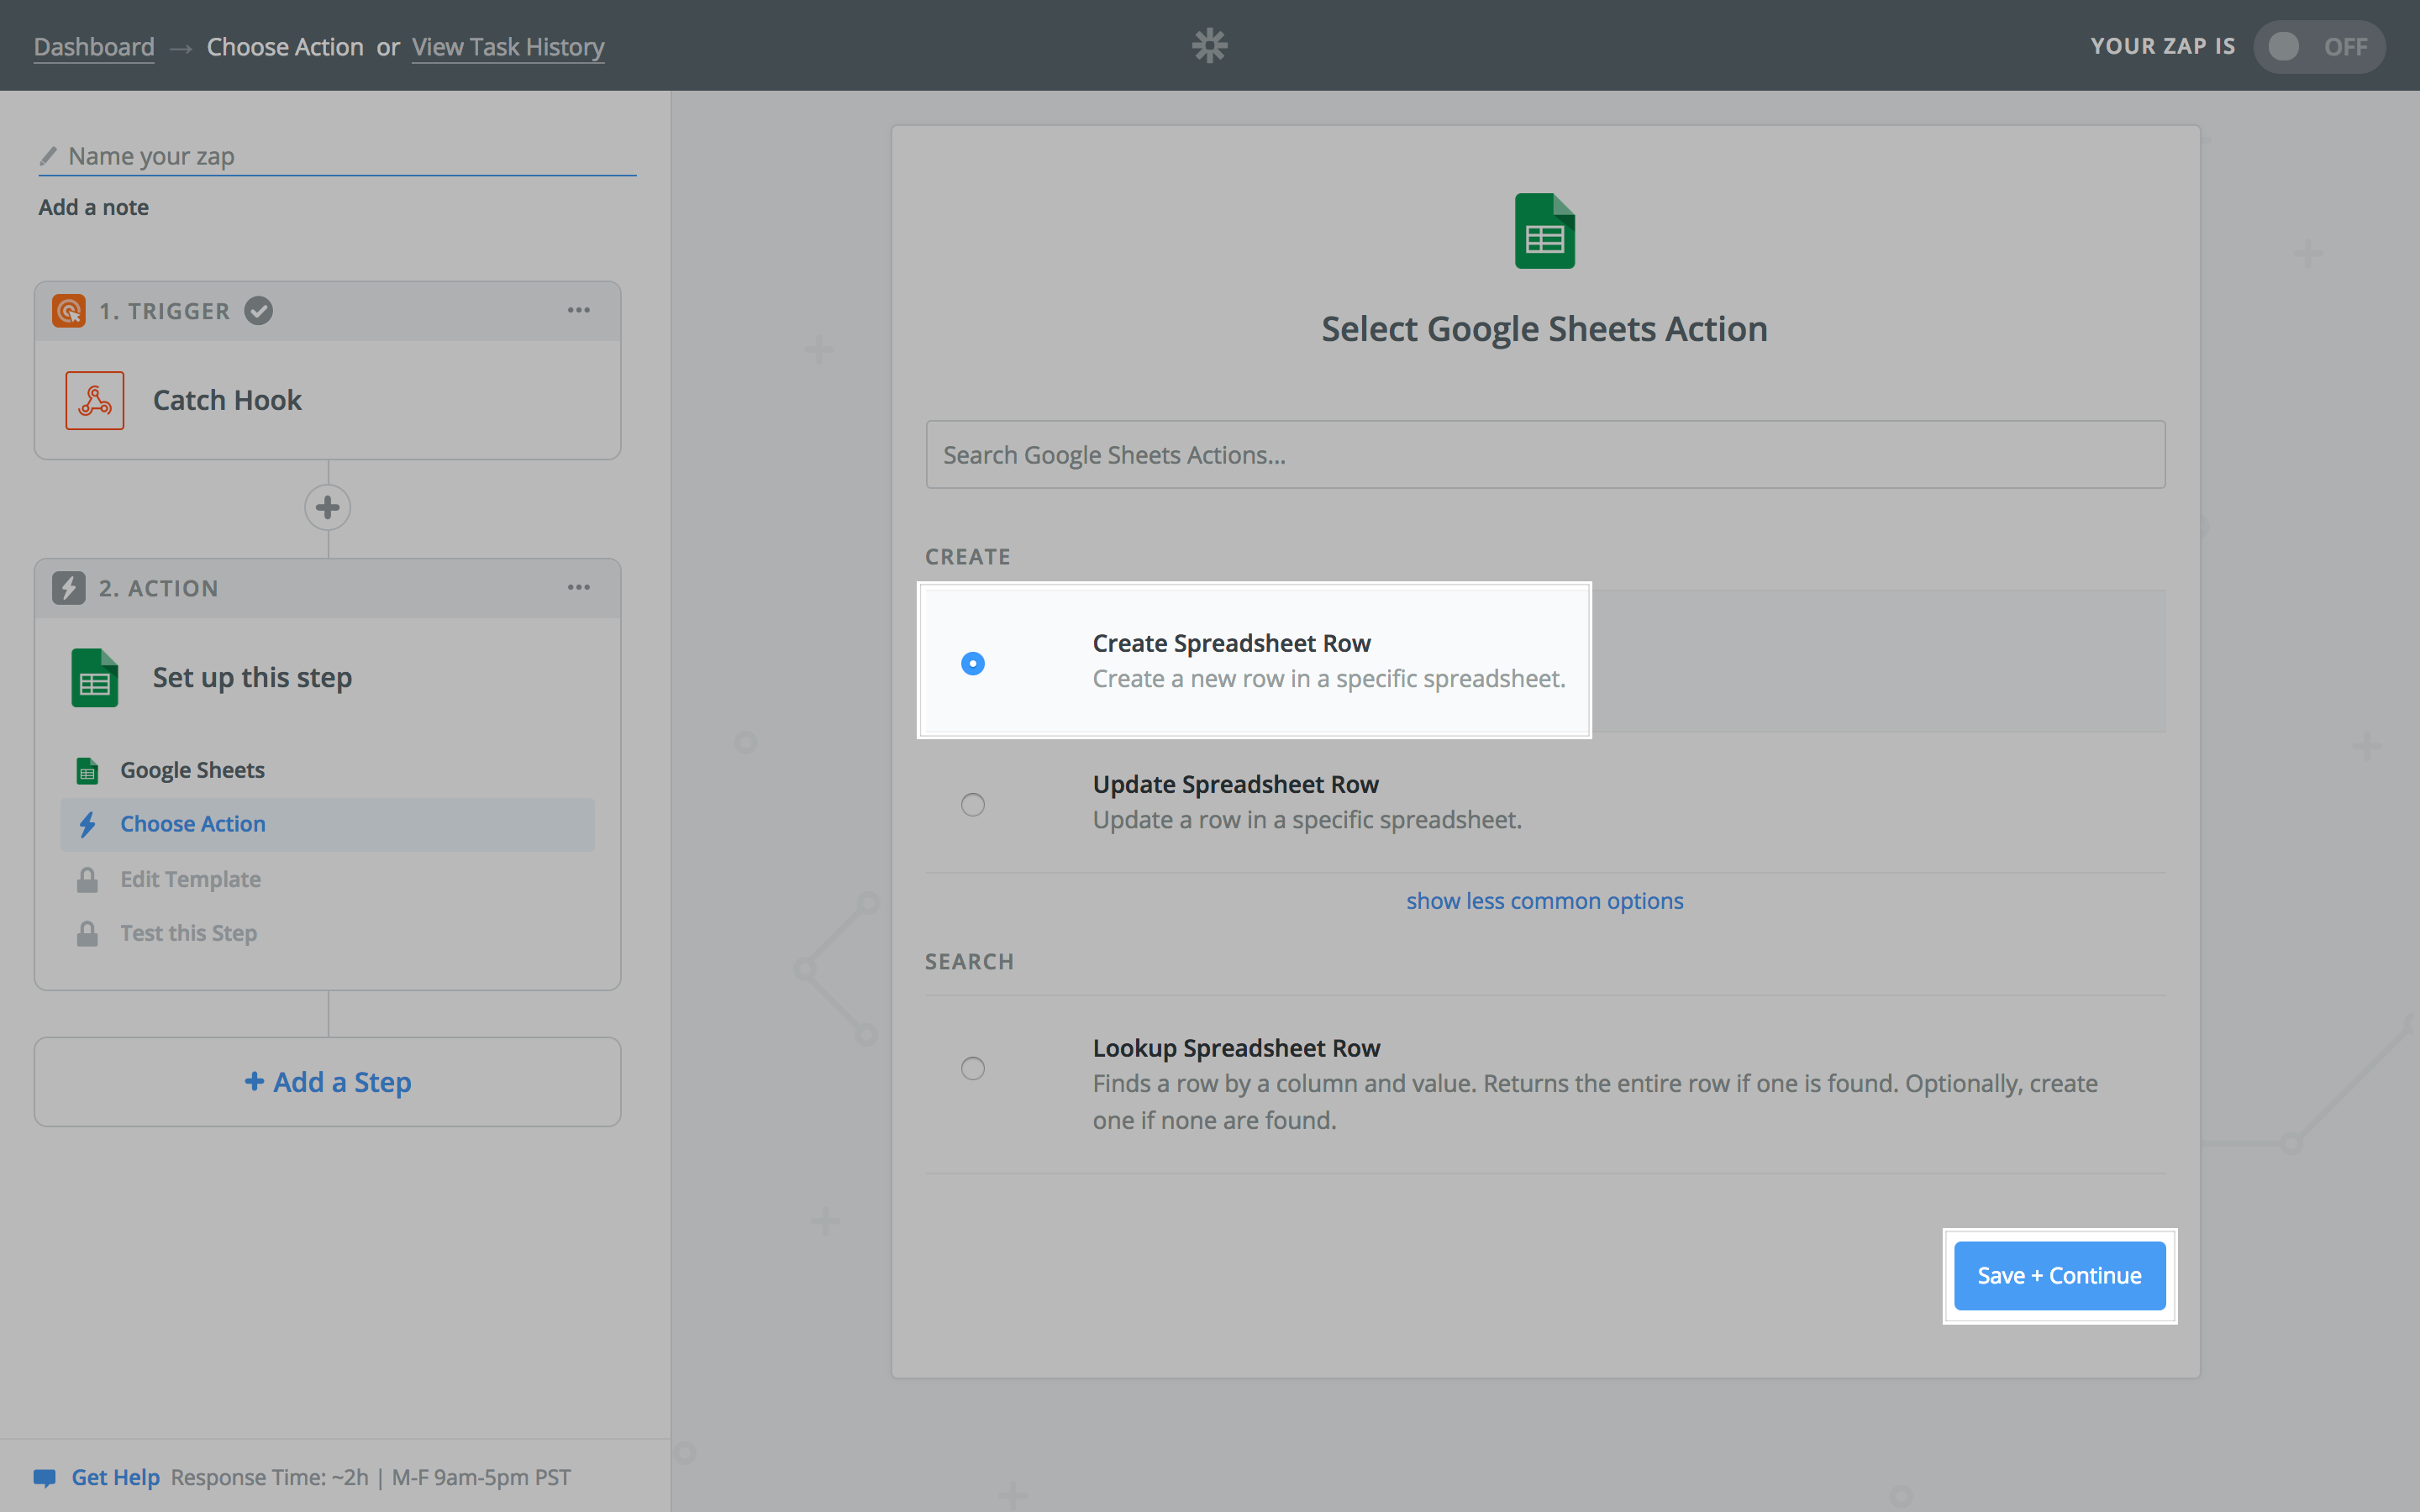 Dashboard → Choose Action or View Task History
YOUR ZAP IS OFF
Name your zap
Add a note
1. TRIGGER
Catch Hook
2. ACTION
Set up this step
Google Sheets
Choose Action
Edit Template
Test this Step
+ Add a Step
Get Help Response Time: ~2h | M-F 9am-5pm PST
Select Google Sheets Action
Search Google Sheets Actions...
CREATE
Create Spreadsheet Row
Create a new row in a specific spreadsheet.
Update Spreadsheet Row
Update a row in a specific spreadsheet.
show less common options
SEARCH
Lookup Spreadsheet Row
Finds a row by a column and value. Returns the entire row if one is found. Optionally, create
one if none are found.
Save + Continue